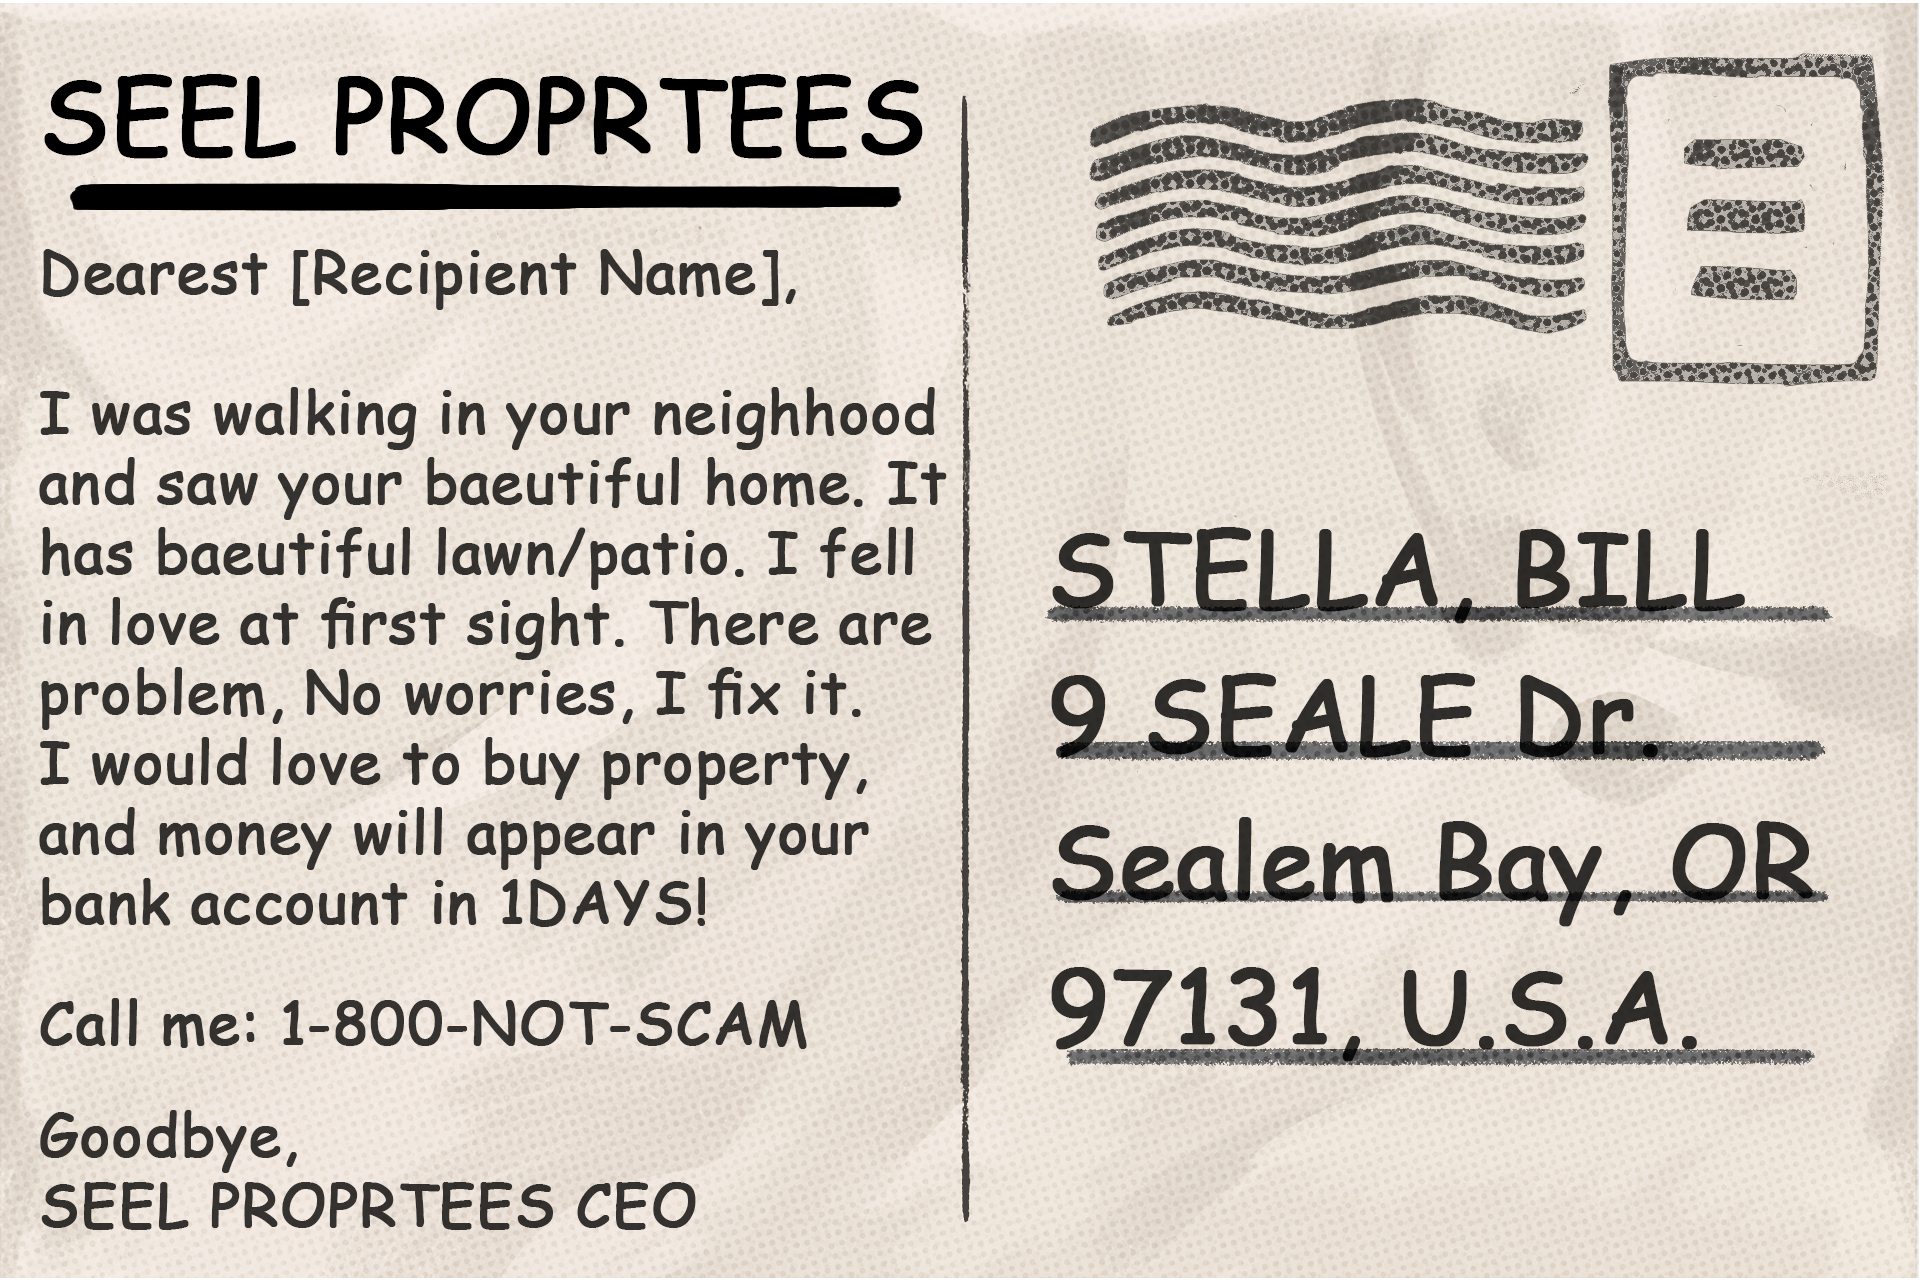 SEEL PROPRTEES
Dearest [Recipient Name],
I was walking in your neighhood
and saw your baeutiful home. It
has baeutiful lawn/patio. I fell
in love at first sight. There are
problem, No worries, I fix it.
I would love to buy property,
and money will appear in your
bank account in 1DAYS!
Call me: 1-800-NOT-SCAM
Goodbye,
SEEL PROPRTEES CEO
STELLA, BILL
9 SEALE Dr.
Sealem Bay, OR
97131, U.S.A.